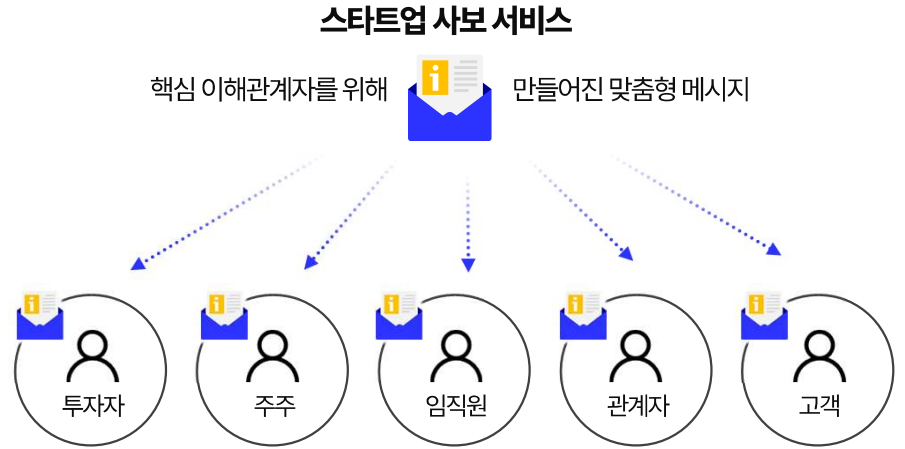 스타트업 사보 서비스
핵심 이해관계자를 위해 만들어진 맞춤형 메시지
투자자
주주
임직원
관계자
고객